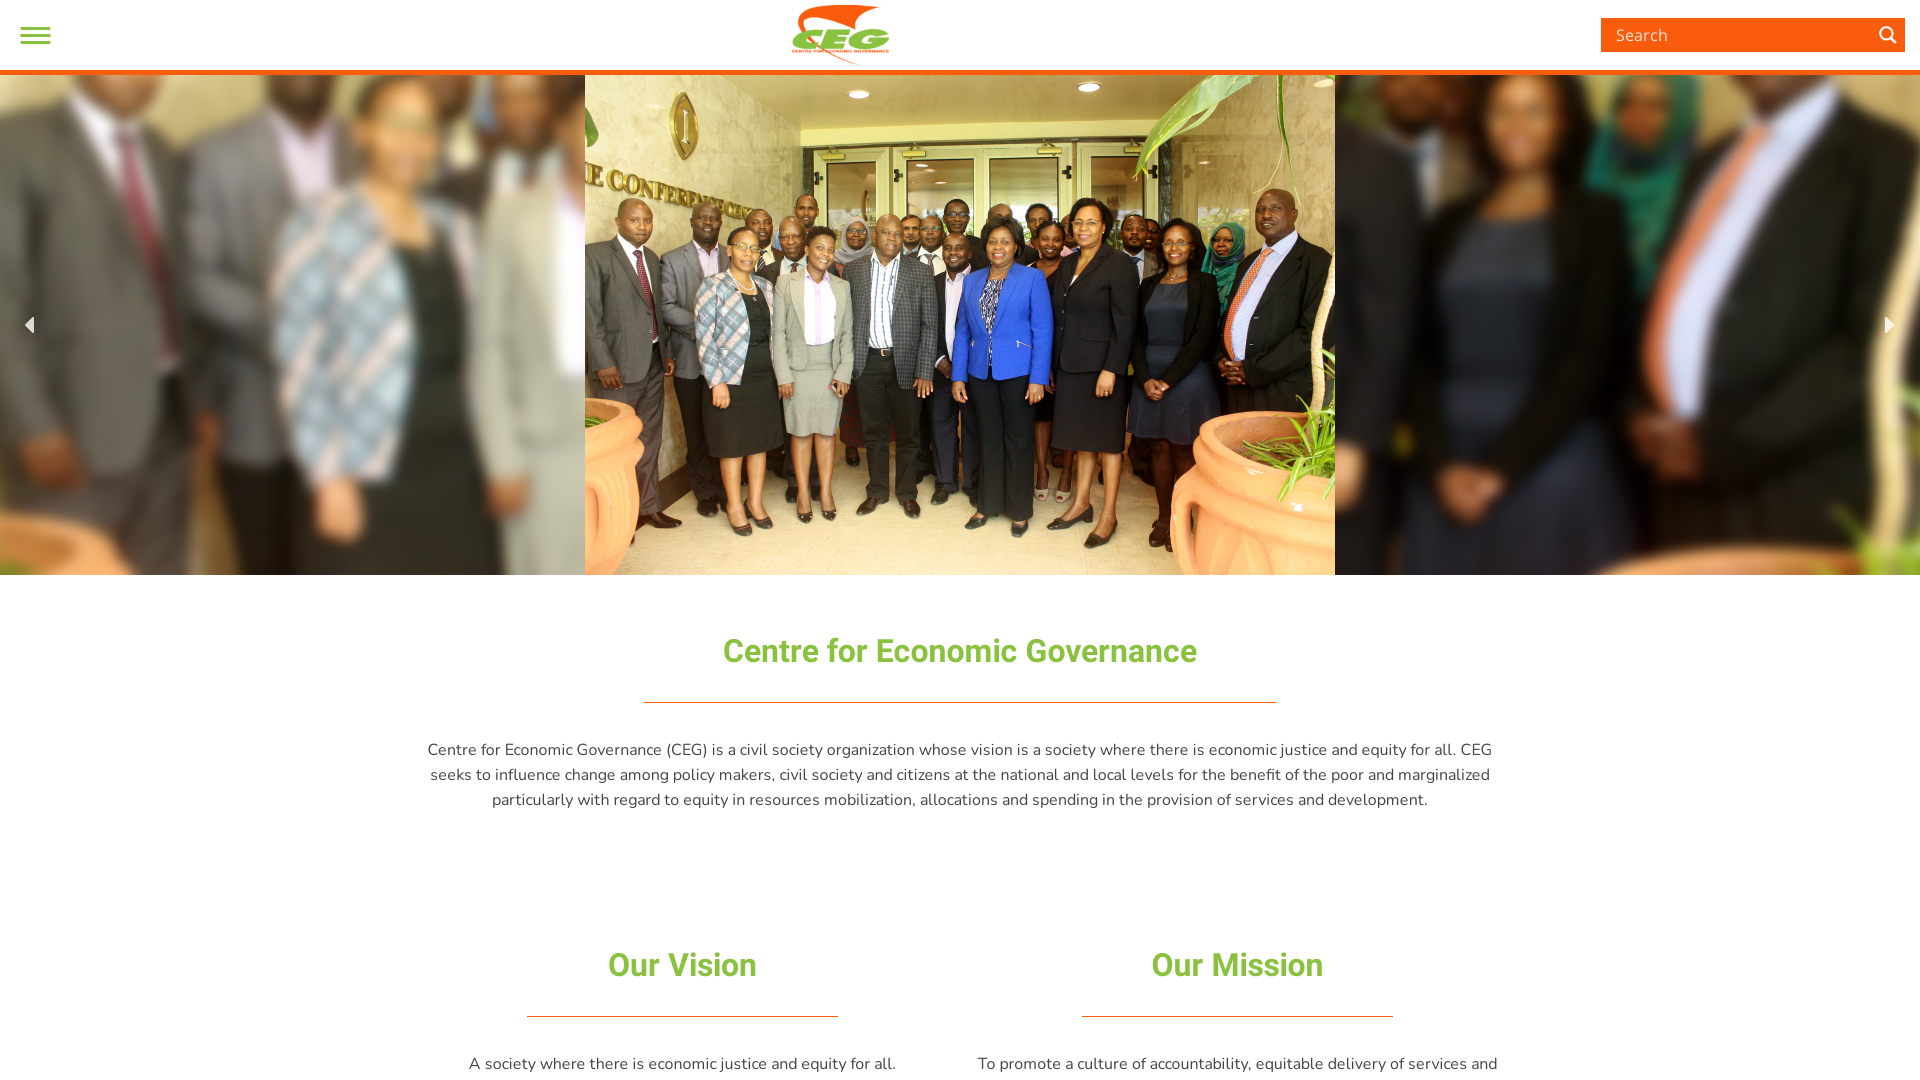 CEG
CENTRE FOR ECONOMIC GOVERNANCE
Search
E CONFERENCE CE
Centre for Economic Governance
Centre for Economic Governance (CEG) is a civil society organization whose vision is a society where there is economic justice and equity for all. CEG
seeks to influence change among policy makers, civil society and citizens at the national and local levels for the benefit of the poor and marginalized
particularly with regard to equity in resources mobilization, allocations and spending in the provision of services and development.
Our Vision
A society where there is economic justice and equity for all.
Our Mission
To promote a culture of accountability, equitable delivery of services and